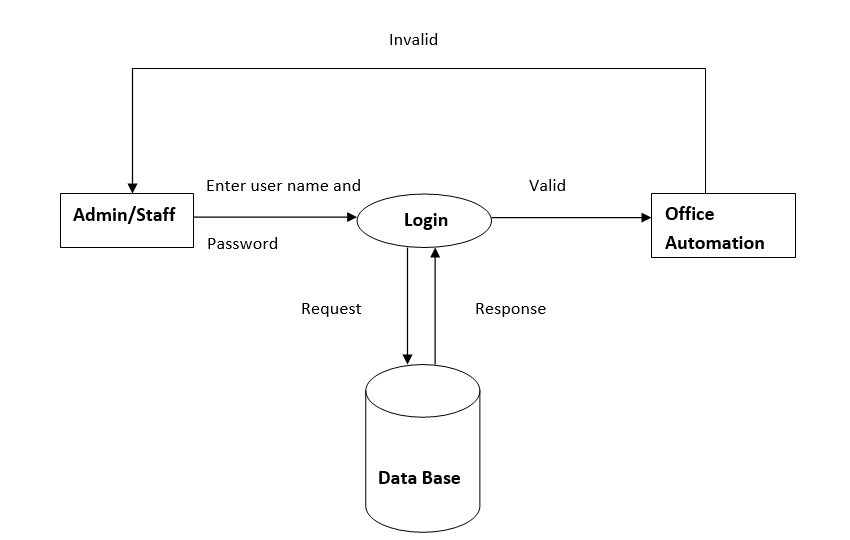 Invalid
Enter user name and
Valid
Admin/Staff
Login
Office
Automation
Password
Request
Response
Data Base